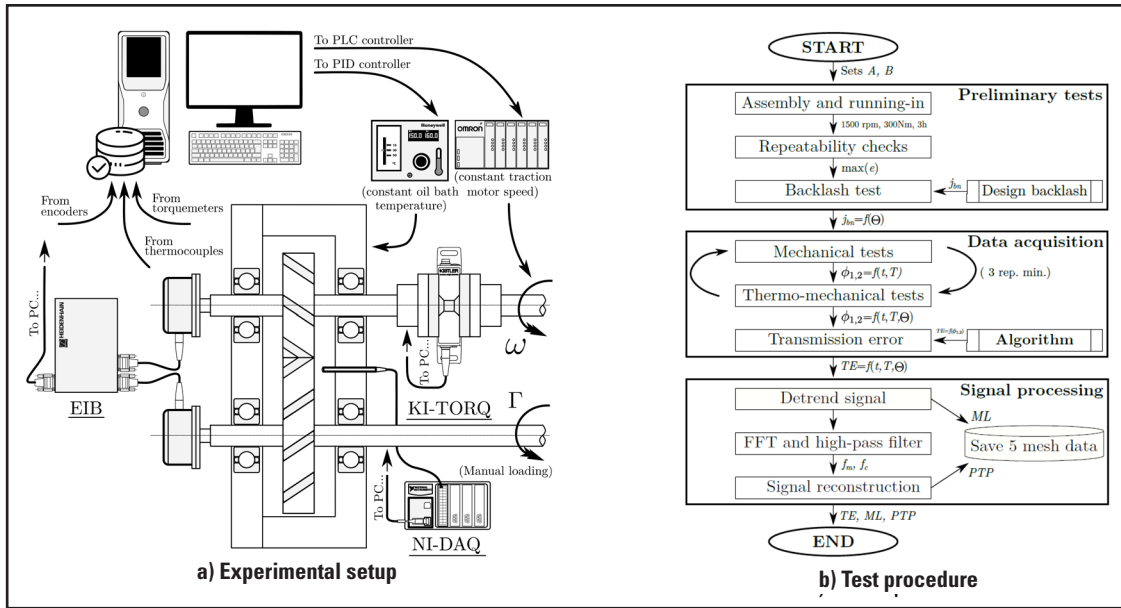 To PLC controller
To PID controller
Honeywell
150.0 160.0
OMRON
(constant traction
motor speed)
(constant oil bath
temperature)
From
encoders
From
torquemeters
From
thermocouples
To PC...
HEIDENHAIN
EIB
KISTLER
To PC...
ω
KI-TORQ
Γ
(Manual loading)
To PC...
NI-DAQ
a) Experimental setup
START
Sets A, B
Preliminary tests
Assembly and running-in
1500 rpm, 300Nm, 3h
Repeatability checks
max(e)
Backlash test
j_bn
Design backlash
j_bn=f(Θ)
Data acquisition
Mechanical tests
ϕ_1,2=f(t,T)
( 3 rep. min.)
Thermo-mechanical tests
ϕ_1,2=f(t,T,Θ)
Transmission error
TE=f(ϕ_1,2)
Algorithm
TE=f(t,T,Θ)
Signal processing
Detrend signal
ML
FFT and high-pass filter
Save 5 mesh data
f_m, f_c
PTP
Signal reconstruction
TE, ML, PTP
END
b) Test procedure